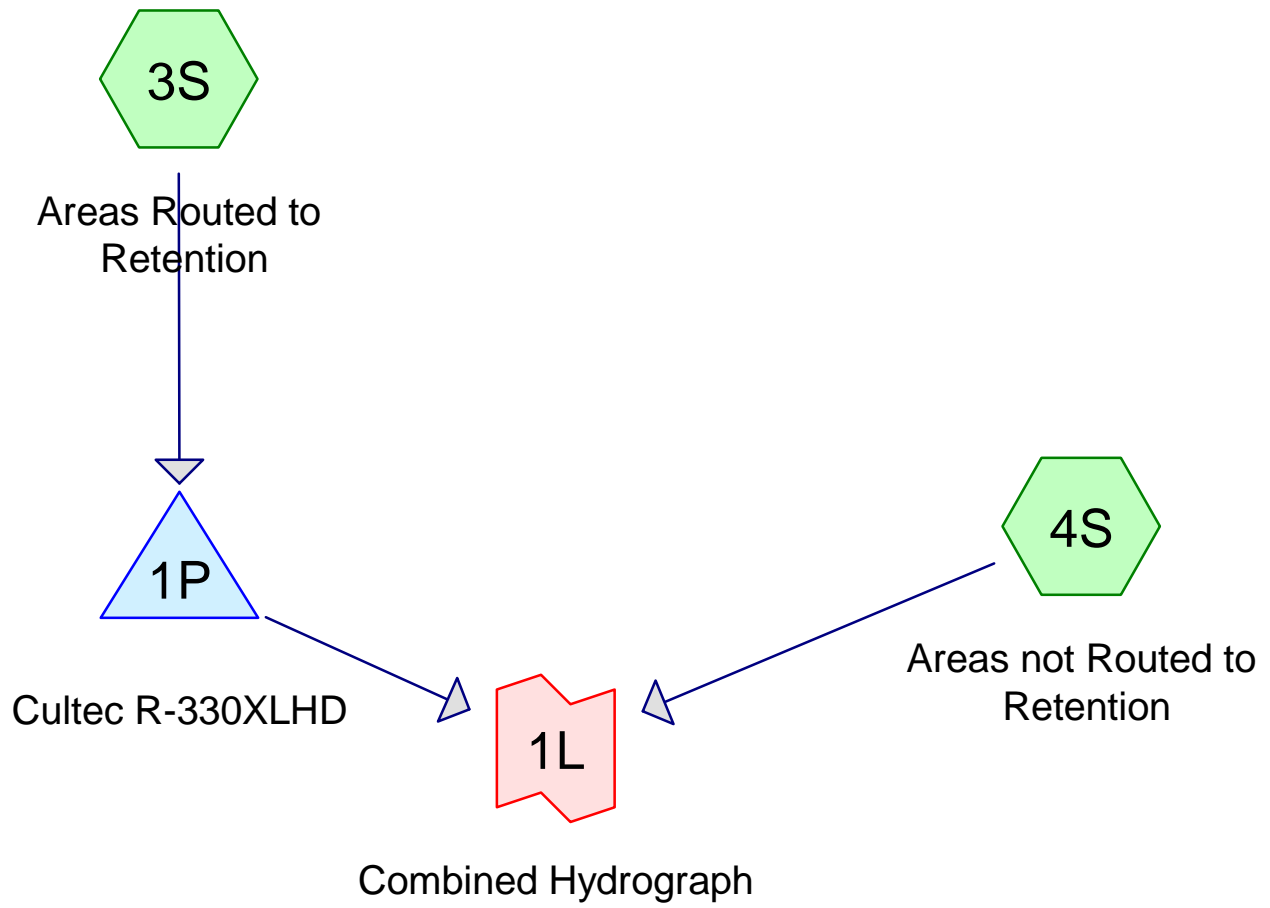 3S
Areas Routed to
Retention
1P
Cultec R-330XLHD
4S
Areas not Routed to
Retention
1L
Combined Hydrograph